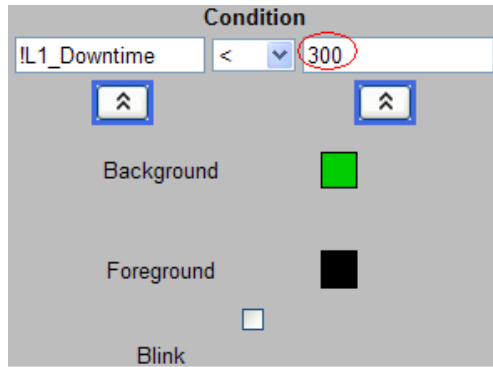 Condition
!L1_Downtime < 300
Background
Foreground
Blink